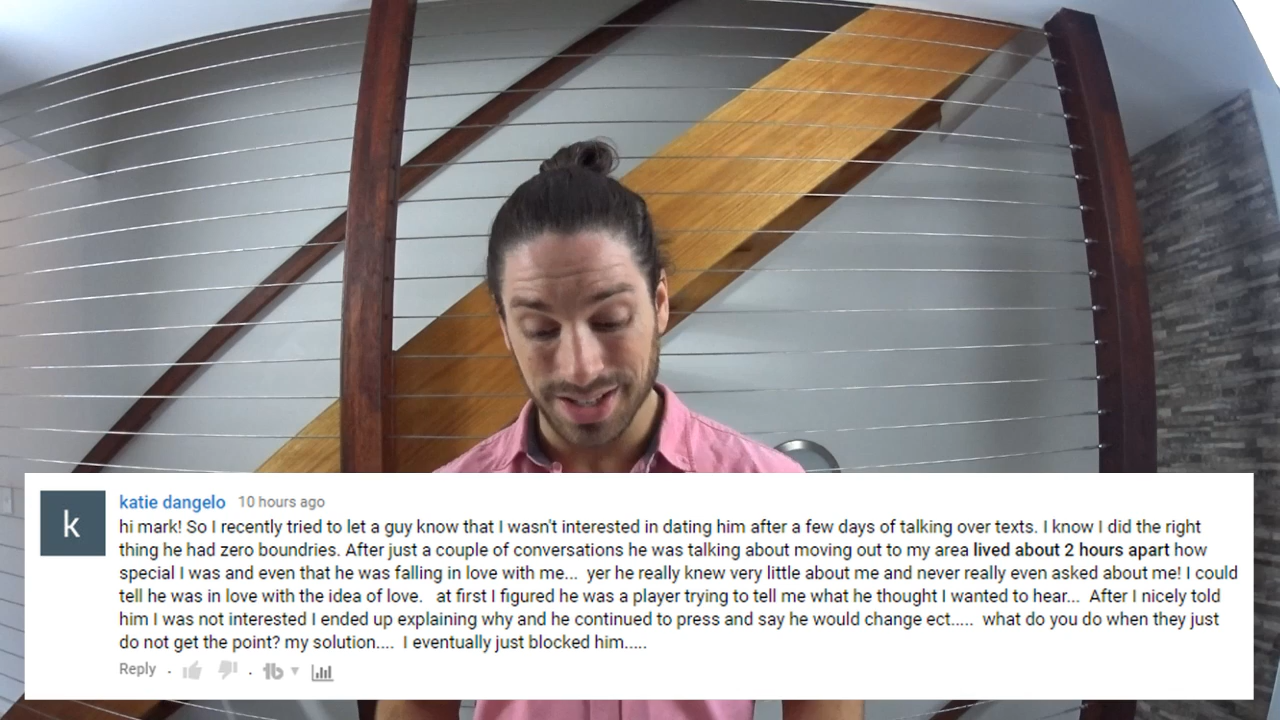 k
katie dangelo 10 hours ago
hi mark! So I recently tried to let a guy know that I wasn't interested in dating him after a few days of talking over texts. I know I did the right
thing he had zero boundries. After just a couple of conversations he was talking about moving out to my area lived about 2 hours apart how
special I was and even that he was falling in love with me... yer he really knew very little about me and never really even asked about me! I could
tell he was in love with the idea of love. at first I figured he was a player trying to tell me what he thought I wanted to hear... After I nicely told
him I was not interested I ended up explaining why and he continued to press and say he would change ect..... what do you do when they just
do not get the point? my solution.... I eventually just blocked him.....
Reply